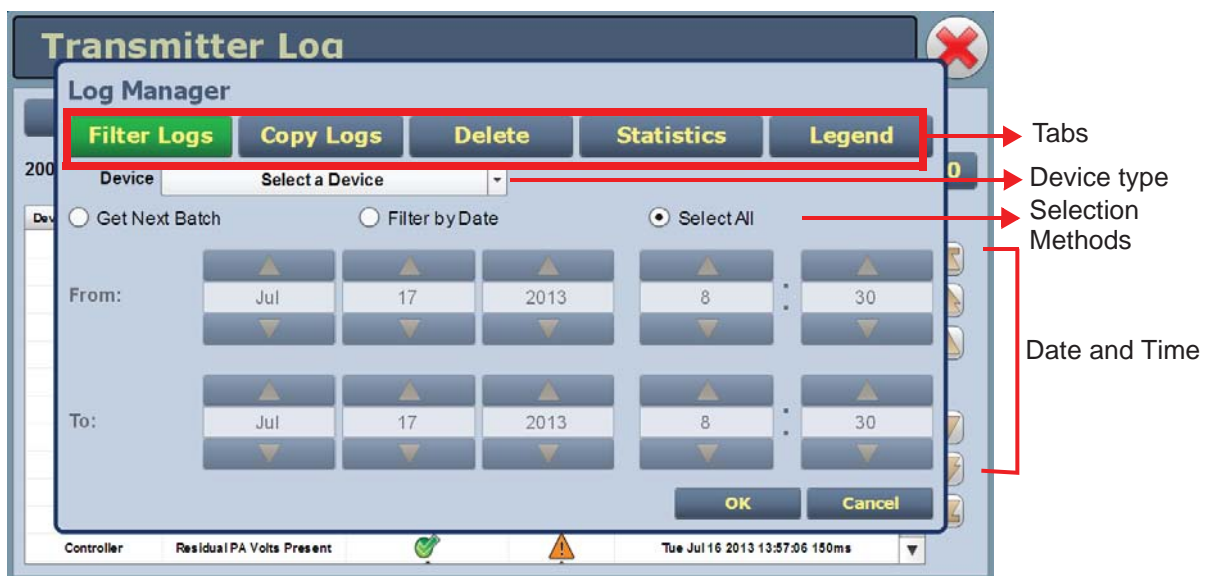 Transmitter Log
Log Manager
Filter Logs Copy Logs Delete Statistics Legend
Tabs
200 Device Select a Device 0
Device type
Dev Get Next Batch Filter by Date Select All
Selection
Methods
From: Jul 17 2013 8 : 30
Date and Time
To: Jul 17 2013 8 : 30
OK Cancel
Controller Residual PA Volts Present Tue Jul 16 2013 13:57:06 150ms